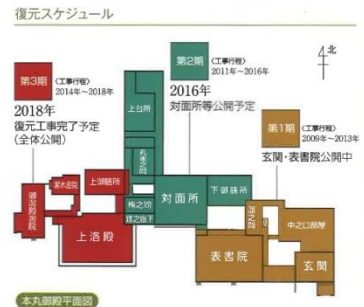 復元スケジュール
北
第2期
〈工事行程〉
2011年~2016年
2016年
対面所等公開予定
第3期
〈工事行程〉
2014年~2018年
2018年
復元工事完了予定
(全体公開)
第1期
〈工事行程〉
2009年~2013年
玄関・表書院公開中
上台所
上御膳所
対面所
下御膳所
梅之間
上洛殿
表書院
中之口部屋
玄関
本丸御殿平面図